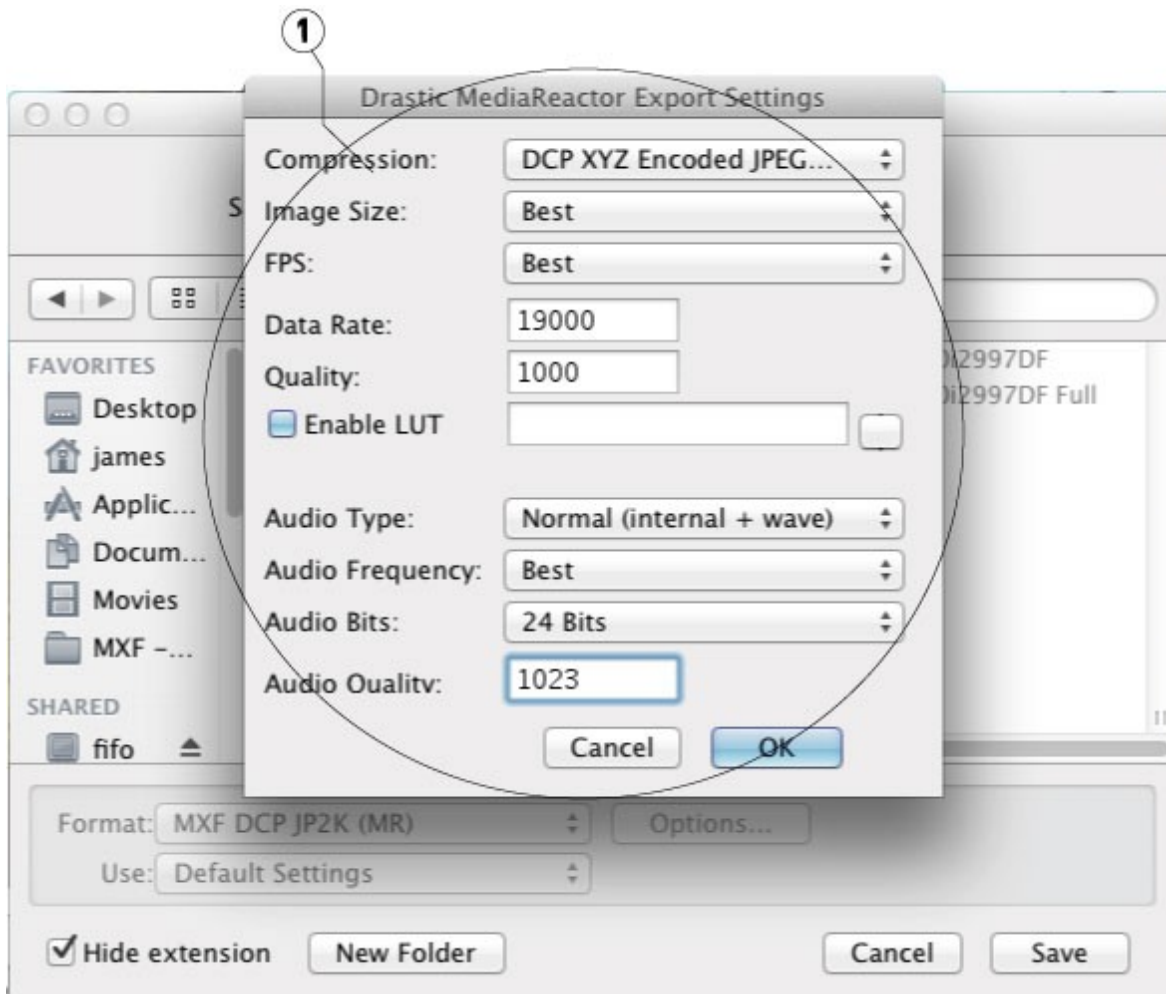 1
Drastic MediaReactor Export Settings
Compression: DCP XYZ Encoded JPEG...
S Image Size: Best
FPS: Best
Data Rate: 19000
Quality: 1000
Enable LUT
Audio Type: Normal (internal + wave)
Audio Frequency: Best
Audio Bits: 24 Bits
Audio Quality: 1023
Cancel OK
FAVORITES
Desktop
james
Applic...
Docum...
Movies
MXF -...
SHARED
fifo
0i2997DF
0i2997DF Full
Format: MXF DCP JP2K (MR) Options...
Use: Default Settings
Hide extension New Folder Cancel Save